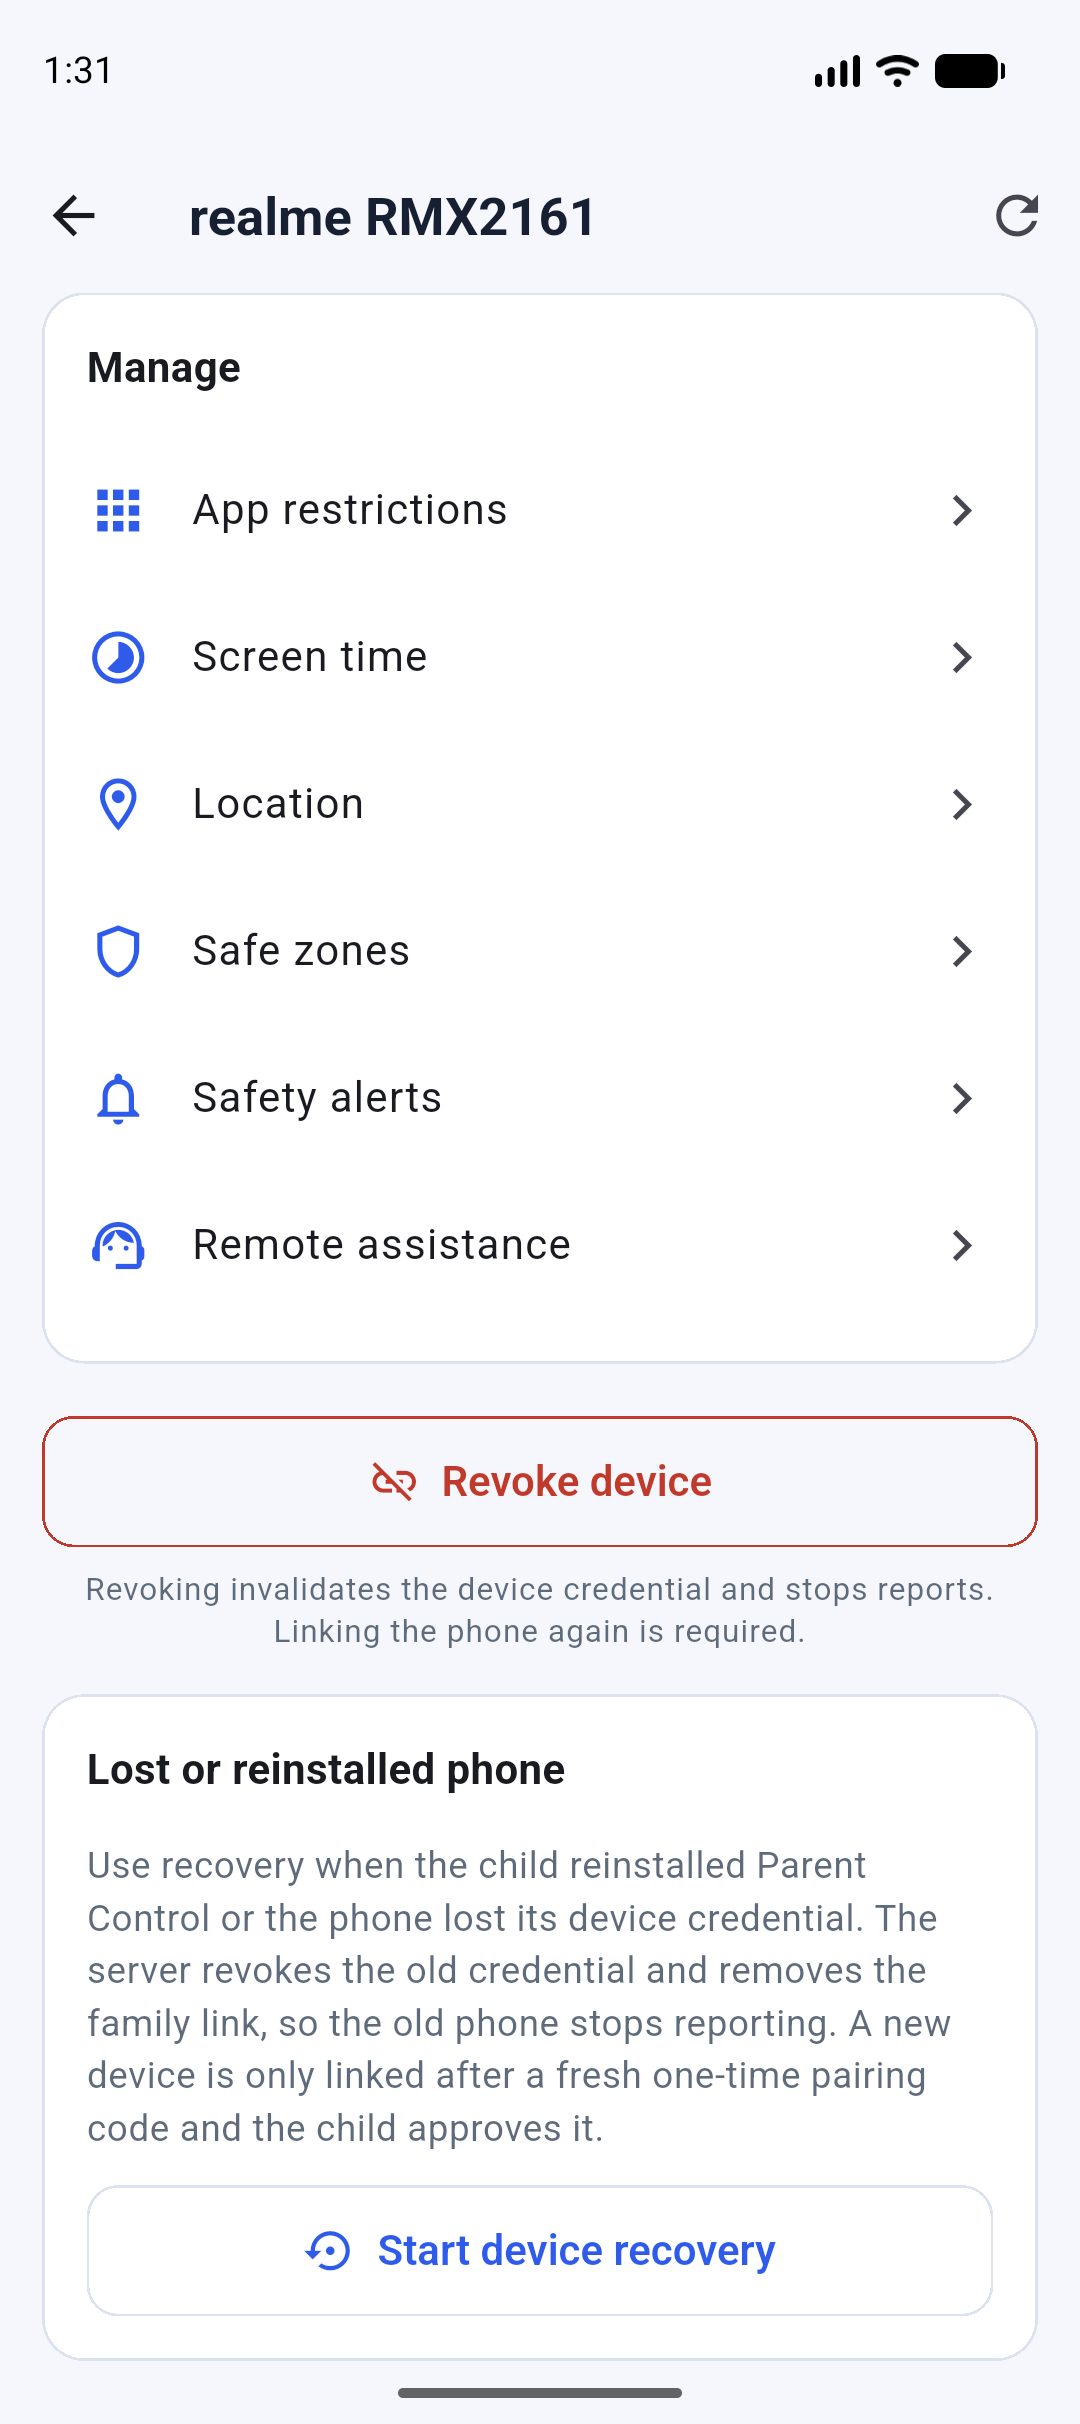 1:31
realme RMX2161
Manage
App restrictions
Screen time
Location
Safe zones
Safety alerts
Remote assistance
Revoke device
Revoking invalidates the device credential and stops reports.
Linking the phone again is required.
Lost or reinstalled phone
Use recovery when the child reinstalled Parent
Control or the phone lost its device credential. The
server revokes the old credential and removes the
family link, so the old phone stops reporting. A new
device is only linked after a fresh one-time pairing
code and the child approves it.
Start device recovery